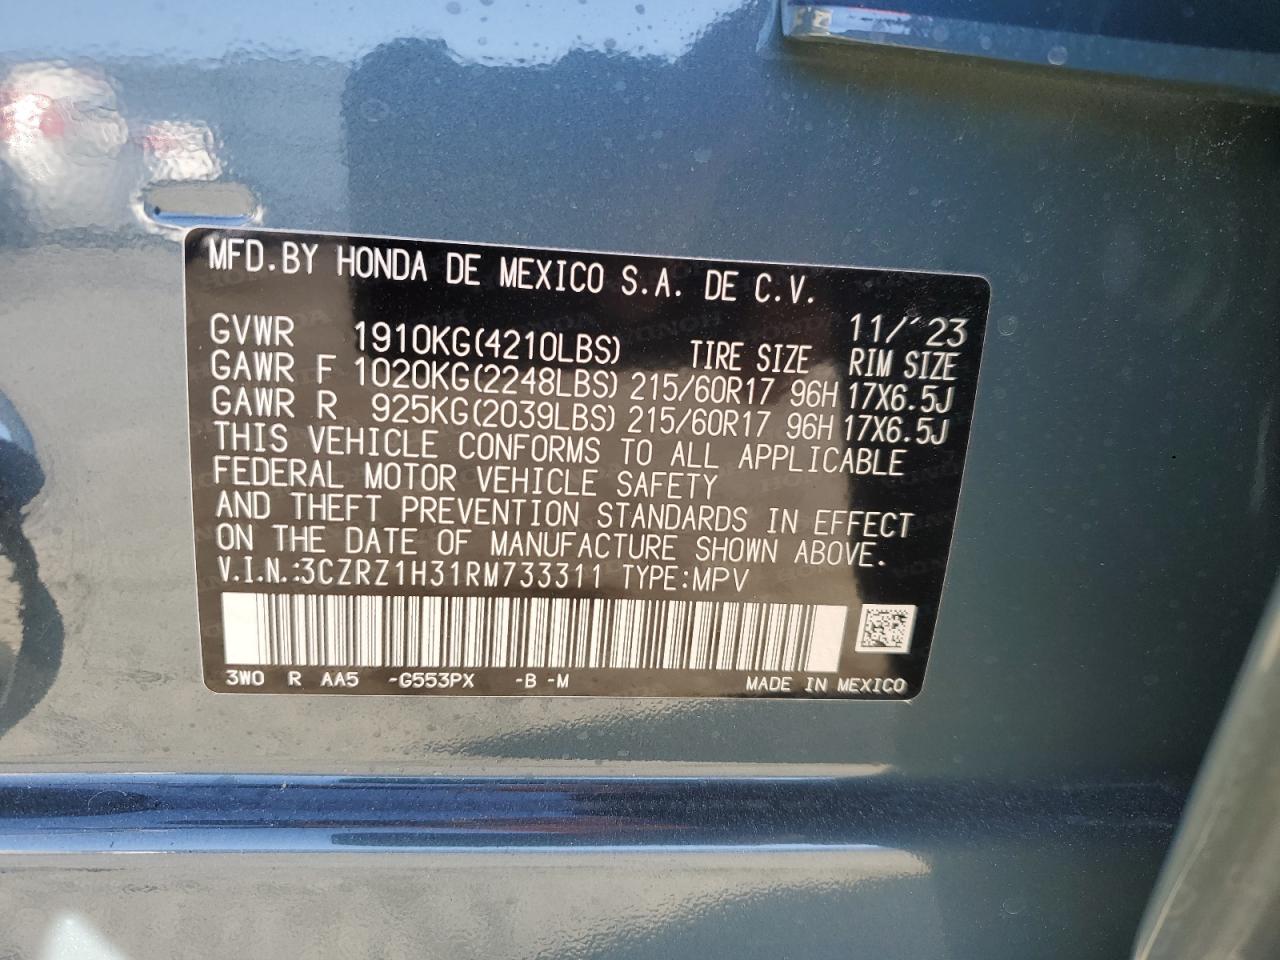 MFD.BY HONDA DE MEXICO S.A. DE C.V.
11/'23
GVWR 1910KG(4210LBS) TIRE SIZE RIM SIZE
GAWR F 1020KG(2248LBS) 215/60R17 96H 17X6.5J
GAWR R 925KG(2039LBS) 215/60R17 96H 17X6.5J
THIS VEHICLE CONFORMS TO ALL APPLICABLE
FEDERAL MOTOR VEHICLE SAFETY
AND THEFT PREVENTION STANDARDS IN EFFECT
ON THE DATE OF MANUFACTURE SHOWN ABOVE.
V.I.N.:3CZRZ1H31RM733311 TYPE:MPV
3W0 R AA5 -G553PX -B -M MADE IN MEXICO